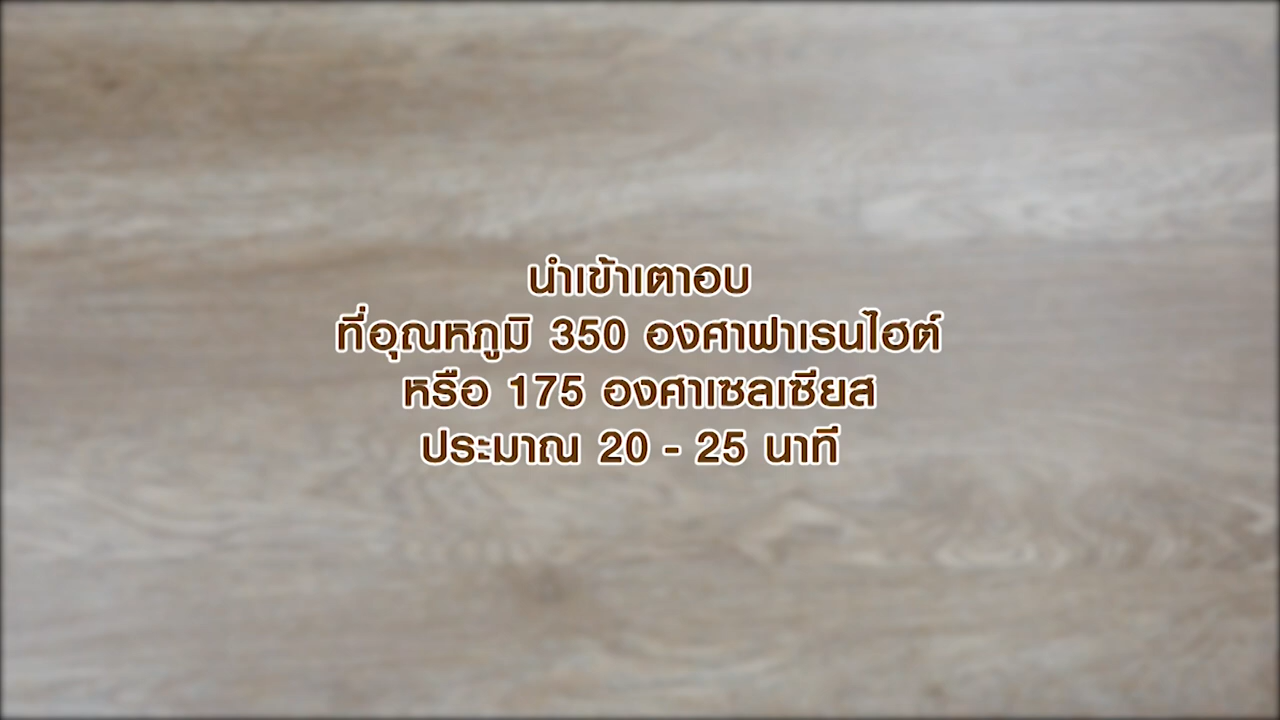 นำเข้าเตาอบ
ที่อุณหภูมิ 350 องศาฟาเรนไฮต์
หรือ 175 องศาเซลเซียส
ประมาณ 20 - 25 นาที